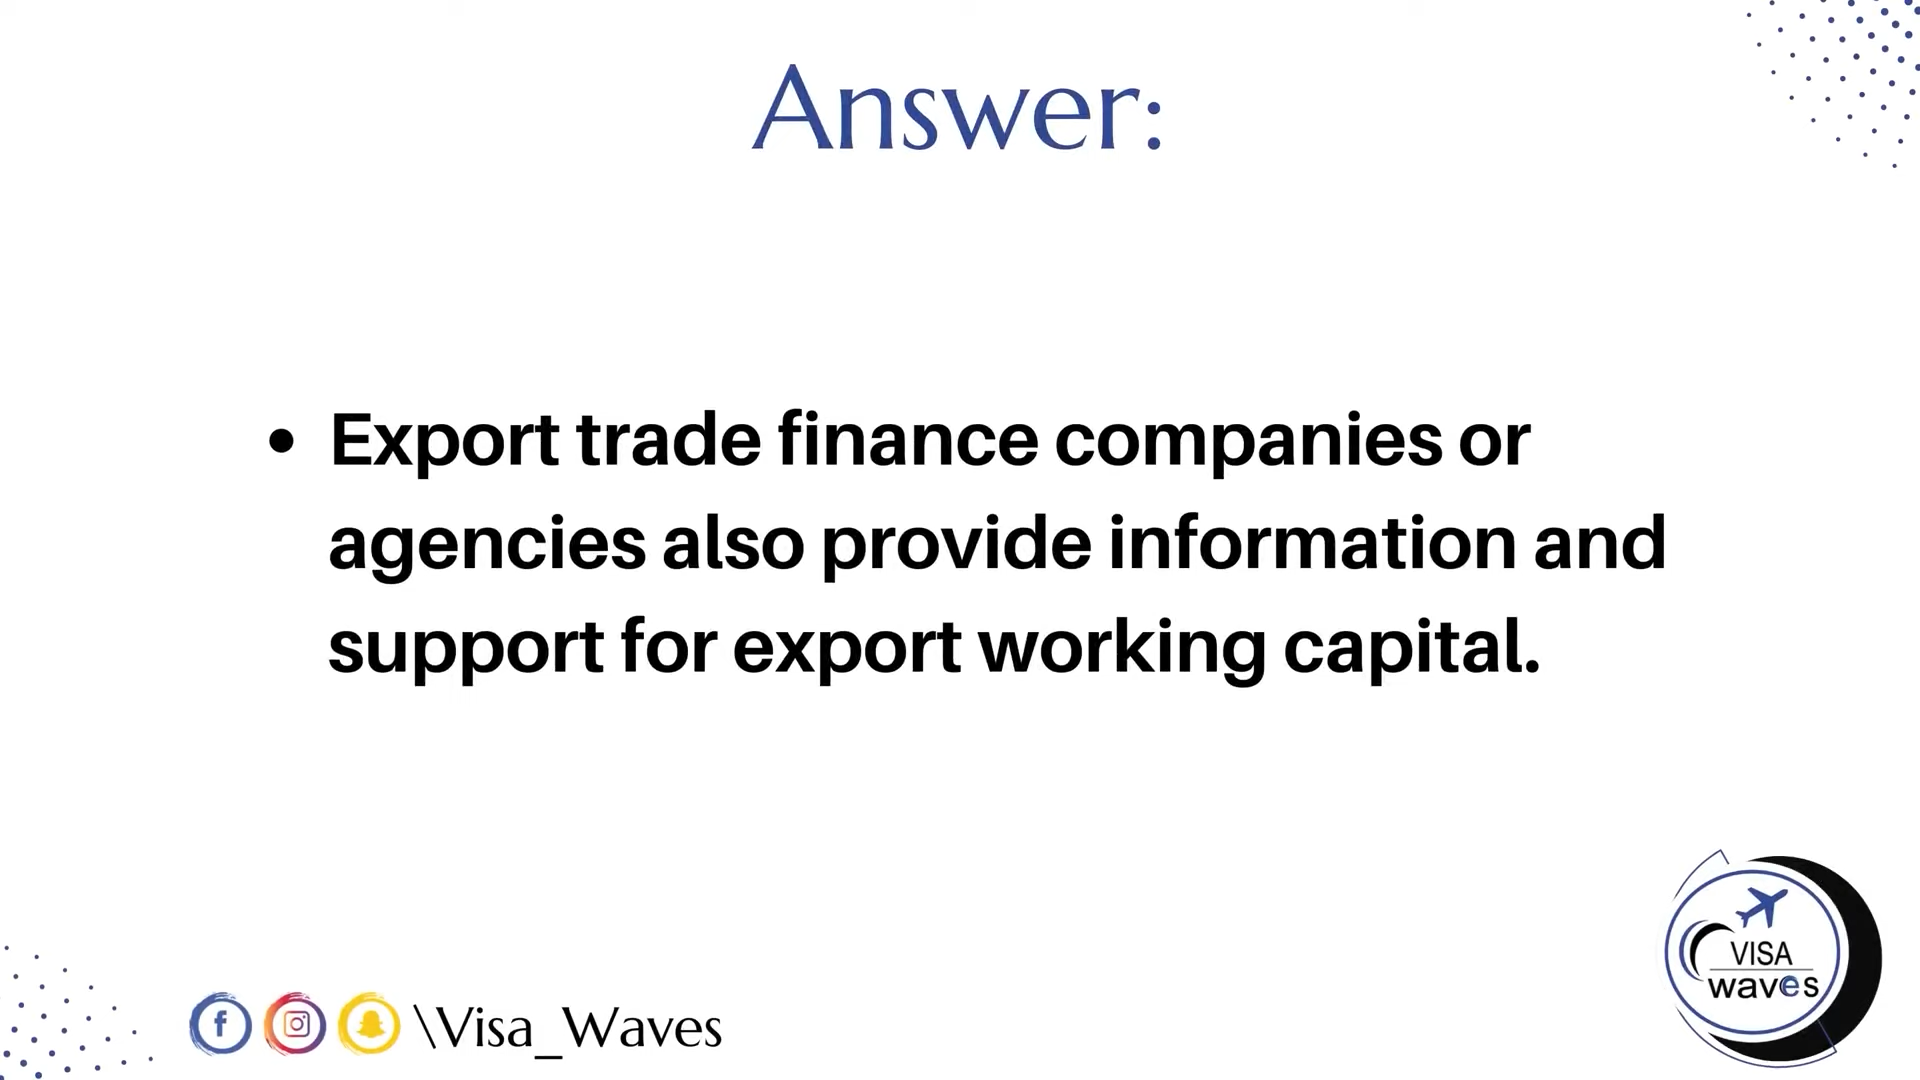 Answer:
• Export trade finance companies or
agencies also provide information and
support for export working capital.
\Visa_Waves
VISA
waves